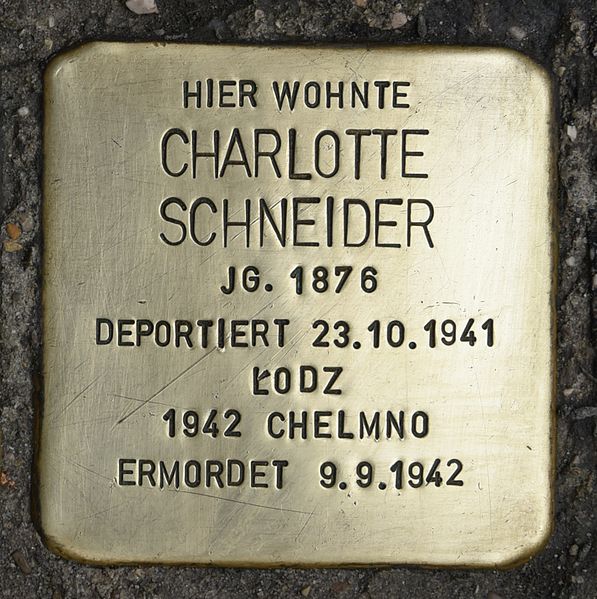 HIER WOHNTE
CHARLOTTE
SCHNEIDER
JG. 1876
DEPORTIERT 23.10.1941
ŁODZ
1942 CHELMNO
ERMORDET 9.9.1942